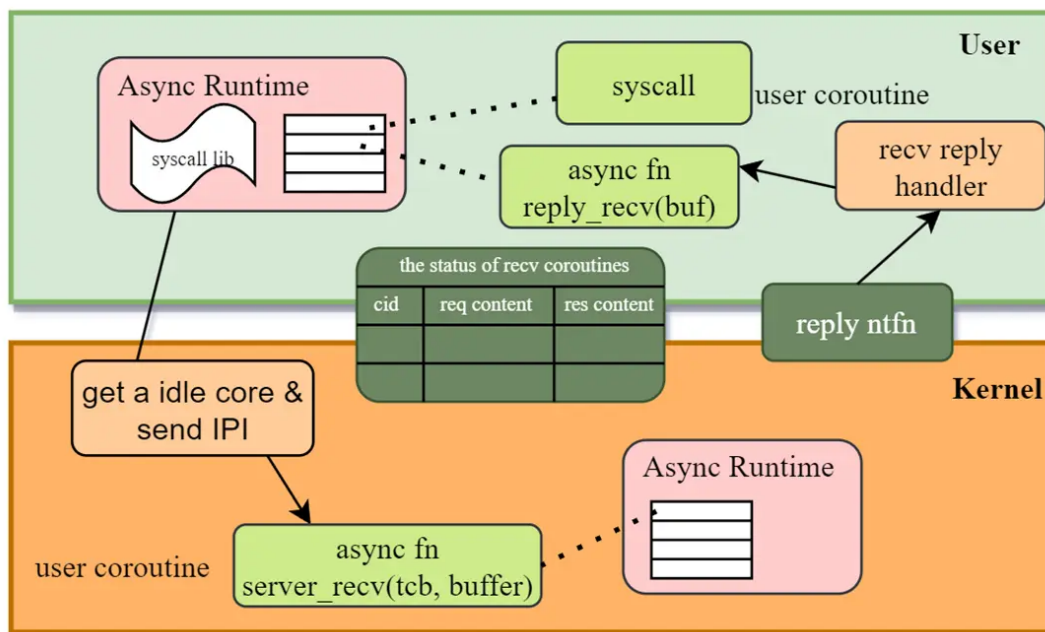 User
Async Runtime
syscall lib
syscall
user coroutine
async fn
reply_recv(buf)
recv reply
handler
the status of recv coroutines
cid req content res content
reply ntfn
Kernel
get a idle core &
send IPI
Async Runtime
user coroutine
async fn
server_recv(tcb, buffer)